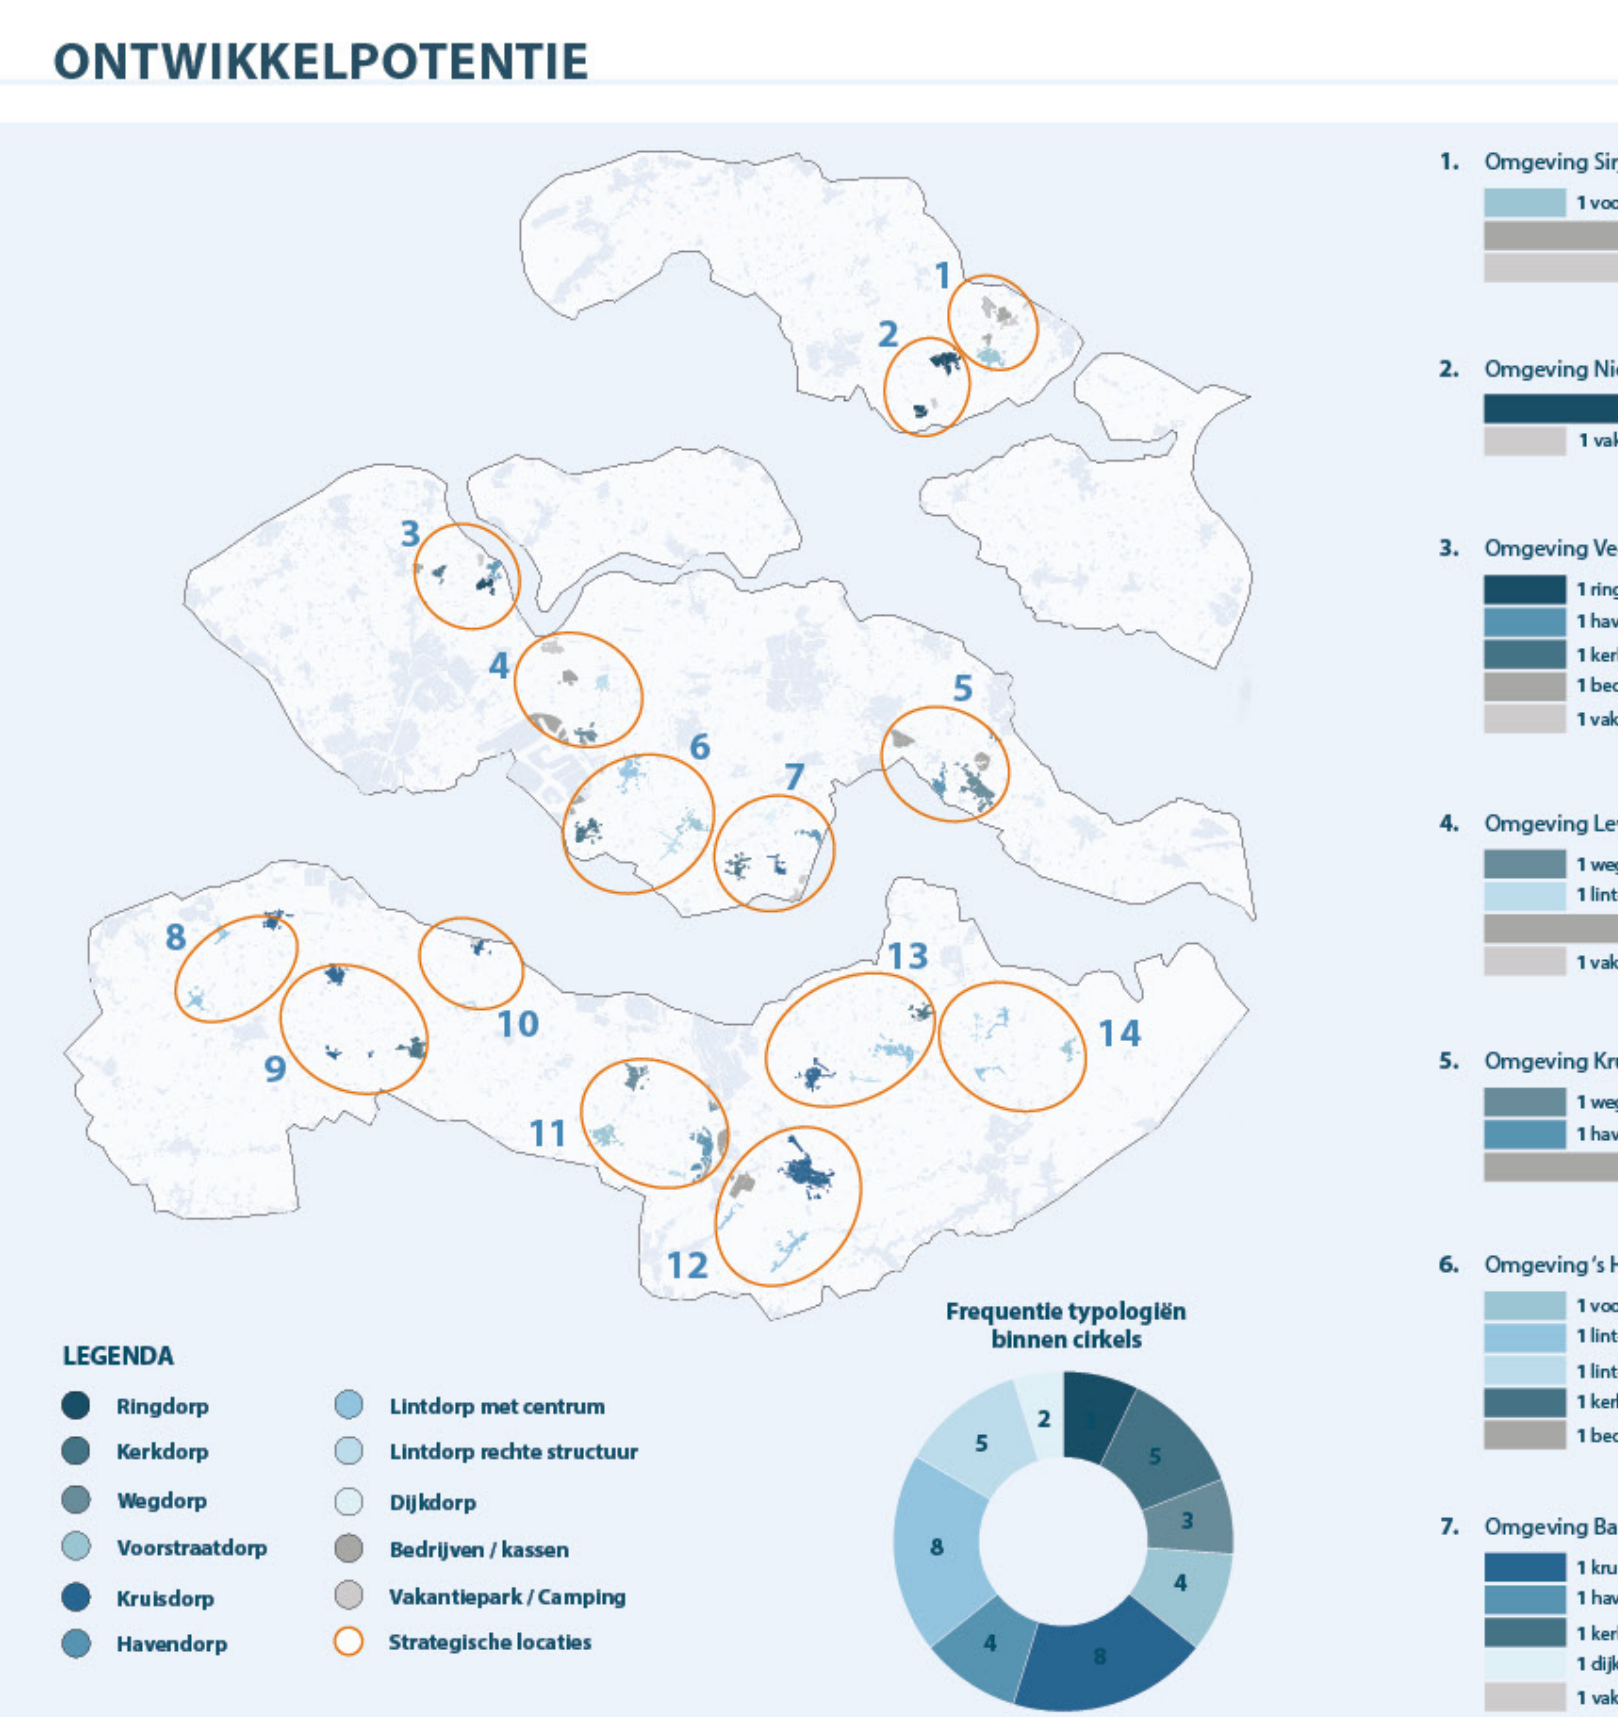 ONTWIKKELPOTENTIE
1
2
3
4
5
6
7
8
9
10
11
12
13
14
LEGENDA
Ringdorp
Kerkdorp
Wegdorp
Voorstraatdorp
Kruisdorp
Havendorp
Lintdorp met centrum
Lintdorp rechte structuur
Dijkdorp
Bedrijven / kassen
Vakantiepark / Camping
Strategische locaties
Frequentie typologiën
binnen cirkels
5
3
4
8
4
8
5
2
1. Omgeving
1
2. Omgeving
1
3. Omgeving
1
1
1
1
1
4. Omgeving
1
1
1
5. Omgeving
1
1
6. Omgeving 's
1
1
1
1
1
7. Omgeving
1
1
1
1
1